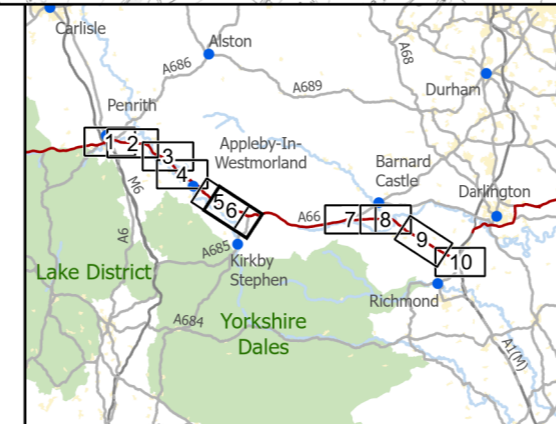 Carlisle
Alston
A686
A689
A68
Durham
Penrith
1
2
3
4
Appleby-In-
Westmorland
Barnard
Castle
Darlington
M6
A6
5
6
A66
7
8
9
10
A685
Kirkby
Stephen
Lake District
Richmond
A684
Yorkshire
Dales
A1(M)